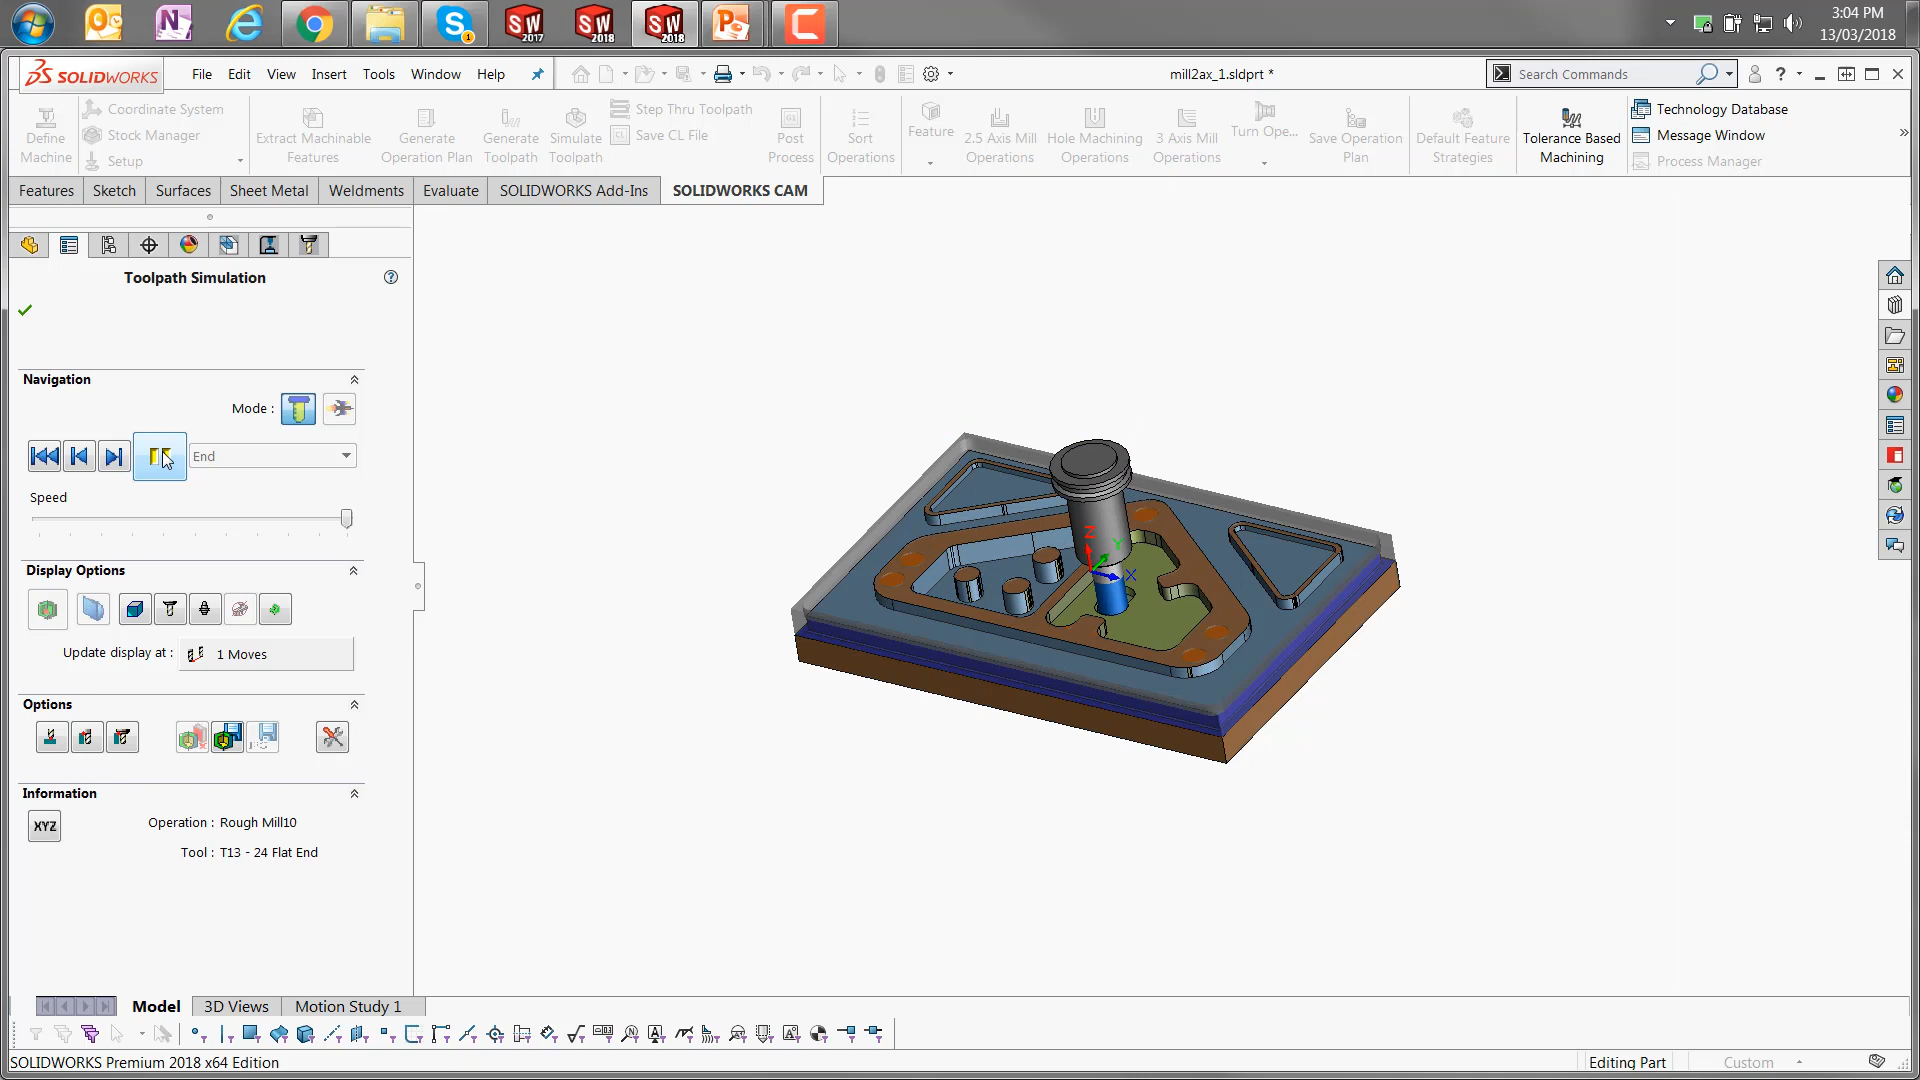 3:04 PM
13/03/2018
SW 2017
SW 2018
SW 2018
SOLIDWORKS
File Edit View Insert Tools Window Help
mill2ax_1.sldprt *
Search Commands
Define Machine
Coordinate System
Stock Manager
Setup
Extract Machinable Features
Generate Operation Plan
Generate Toolpath
Simulate Toolpath
Step Thru Toolpath
Save CL File
Post Process
Sort Operations
Feature
2.5 Axis Mill Operations
Hole Machining Operations
3 Axis Mill Operations
Turn Ope...
Save Operation Plan
Default Feature Strategies
Tolerance Based Machining
Technology Database
Message Window
Process Manager
Features Sketch Surfaces Sheet Metal Weldments Evaluate SOLIDWORKS Add-Ins SOLIDWORKS CAM
Toolpath Simulation
Navigation
Mode :
End
Speed
Display Options
Update display at : 1 Moves
Options
Information
XYZ
Operation : Rough Mill10
Tool : T13 - 24 Flat End
Z
Y
X
Model 3D Views Motion Study 1
SOLIDWORKS Premium 2018 x64 Edition
Editing Part
Custom